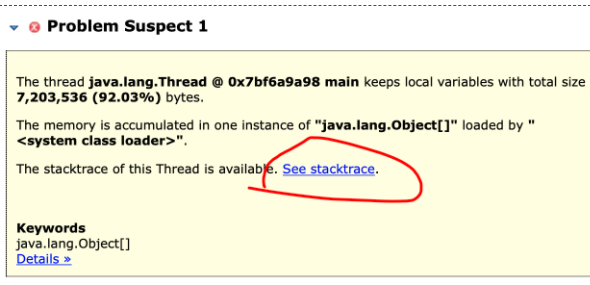 Problem Suspect 1
The thread java.lang.Thread @ 0x7bf6a9a98 main keeps local variables with total size
7,203,536 (92.03%) bytes.
The memory is accumulated in one instance of "java.lang.Object[]" loaded by "
<system class loader>".
The stacktrace of this Thread is available. See stacktrace.
Keywords
java.lang.Object[]
Details »